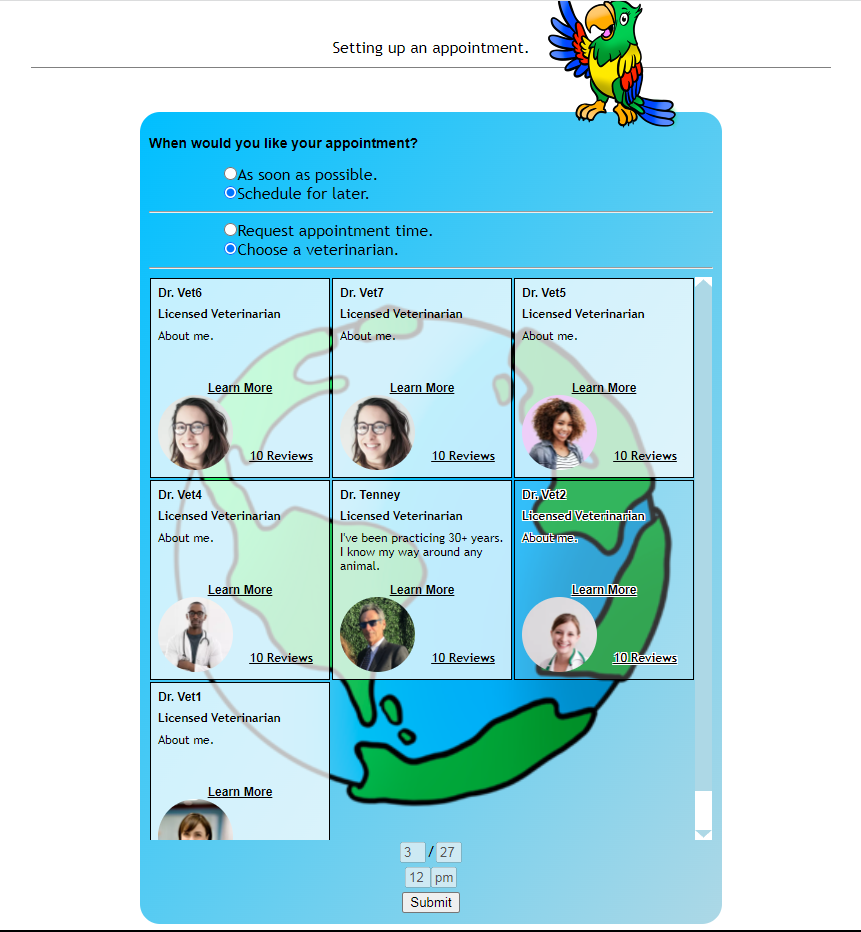 Setting up an appointment.
When would you like your appointment?
As soon as possible.
Schedule for later.
Request appointment time.
Choose a veterinarian.
Dr. Vet6
Licensed Veterinarian
About me.
Learn More
10 Reviews
Dr. Vet7
Licensed Veterinarian
About me.
Learn More
10 Reviews
Dr. Vet5
Licensed Veterinarian
About me.
Learn More
10 Reviews
Dr. Vet4
Licensed Veterinarian
About me.
Learn More
10 Reviews
Dr. Tenney
Licensed Veterinarian
I've been practicing 30+ years.
I know my way around any
animal.
Learn More
10 Reviews
Dr. Vet2
Licensed Veterinarian
About me.
Learn More
10 Reviews
Dr. Vet1
Licensed Veterinarian
About me.
Learn More
3 / 27
12 pm
Submit